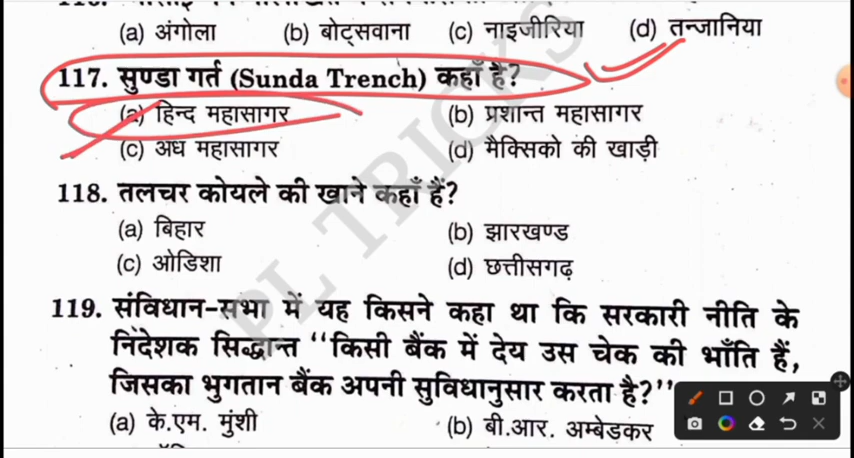 (a) अंगोला (b) बोट्सवाना (c) नाइजीरिया (d) तन्जानिया
117. सुण्डा गर्त (Sunda Trench) कहाँ है?
(a) हिन्द महासागर (b) प्रशान्त महासागर
(c) अंध महासागर (d) मैक्सिको की खाड़ी
118. तलचर कोयले की खाने कहाँ हैं?
(a) बिहार (b) झारखण्ड
(c) ओडिशा (d) छत्तीसगढ़
119. संविधान-सभा में यह किसने कहा था कि सरकारी नीति के
निदेशक सिद्धान्त ‘‘किसी बैंक में देय उस चेक की भाँति हैं,
जिसका भुगतान बैंक अपनी सुविधानुसार करता है?’’
(a) के.एम. मुंशी (b) बी.आर. अम्बेडकर
PL TRICKS